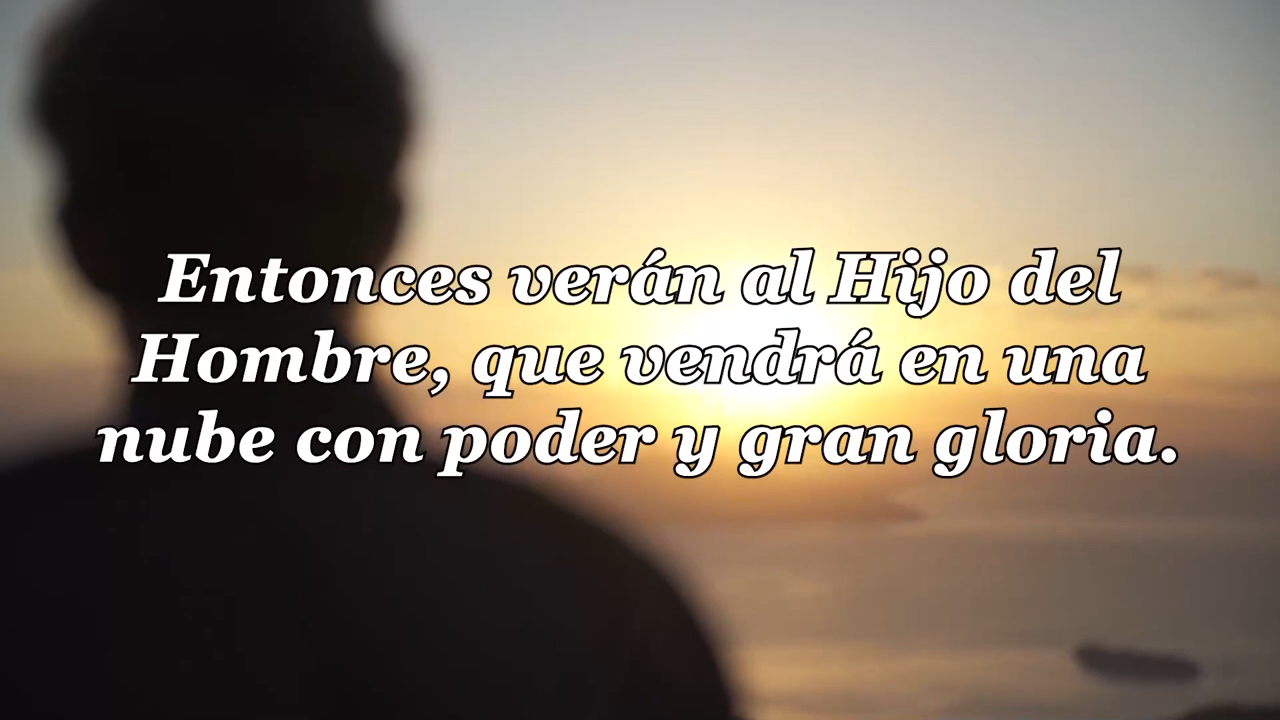 Entonces verán al Hijo del
Hombre, que vendrá en una
nube con poder y gran gloria.